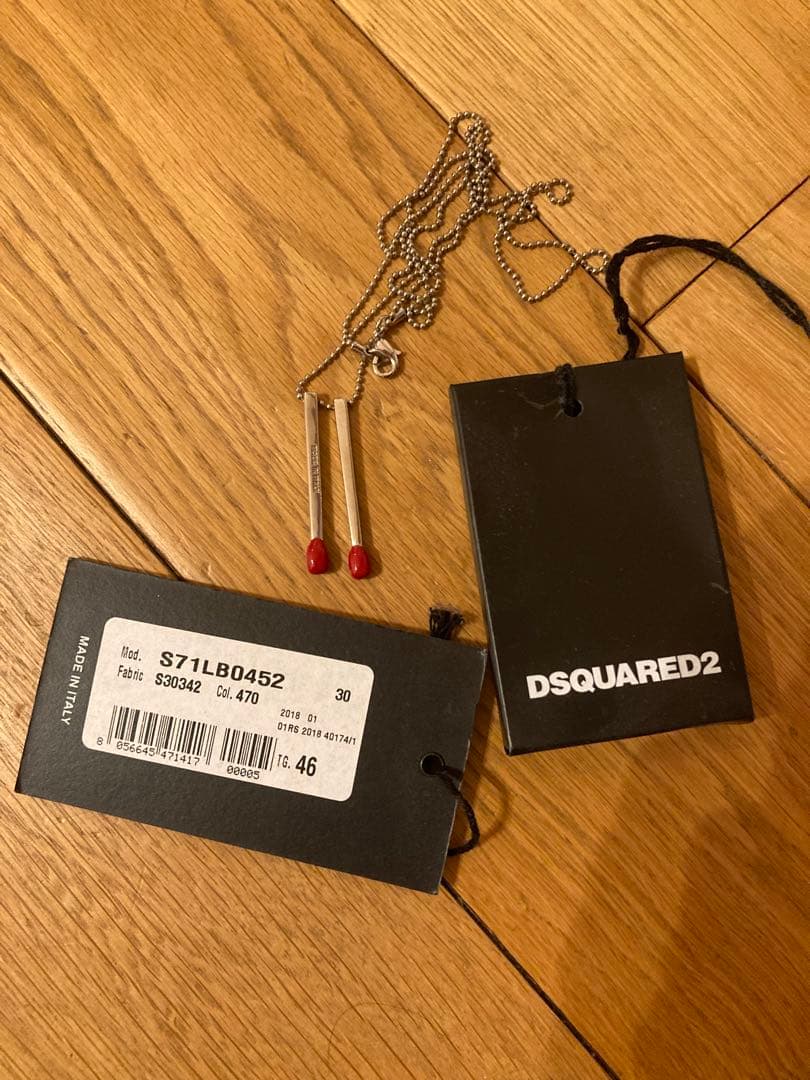 DSQUARED2
MADE IN ITALY
Mod. S71LB0452
Fabric S30342 Col. 470 30
2018 01
01RS 2018 40174/1
8 056645 471417
00005
TG. 46